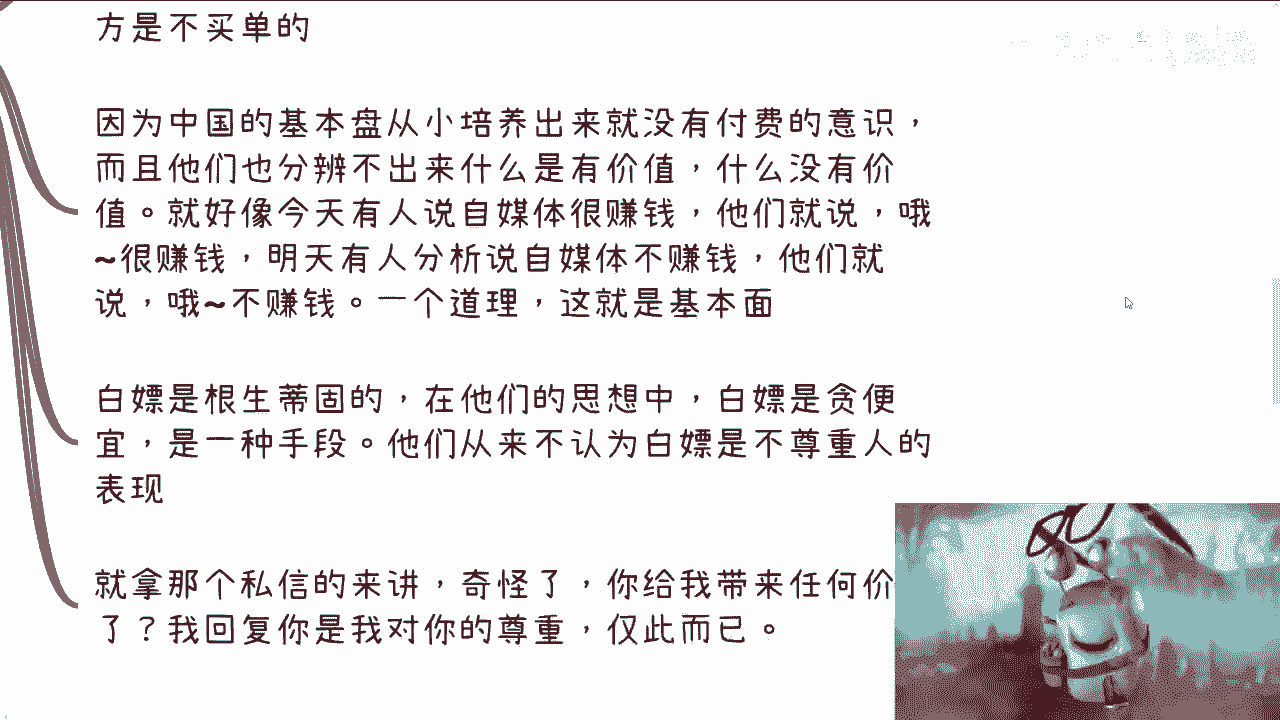 方是不买单的
因为中国的基本盘从小培养出来就没有付费的意识，
而且他们也分辨不出来什么是有价值，什么没有价
值。就好像今天有人说自媒体很赚钱，他们就说，哦
~很赚钱，明天有人分析说自媒体不赚钱，他们就
说，哦~不赚钱。一个道理，这就是基本面
白嫖是根生蒂固的，在他们的思想中，白嫖是贪便
宜，是一种手段。他们从来不认为白嫖是不尊重人的
表现
就拿那个私信的来讲，奇怪了，你给我带来任何价
了？我回复你是我对你的尊重，仅此而已。